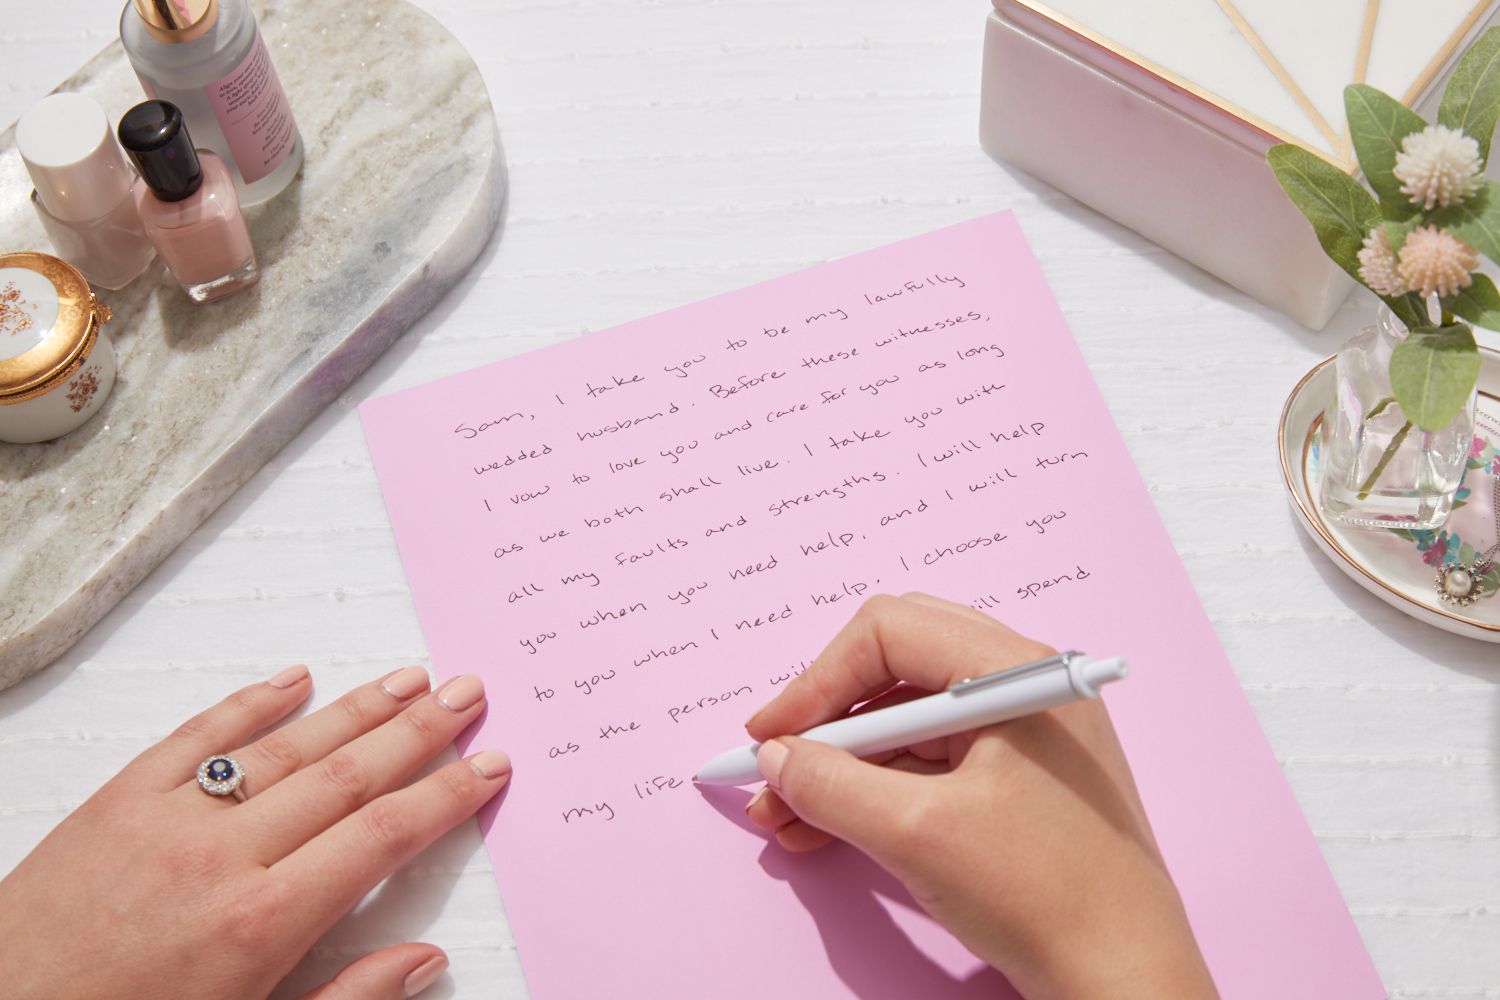 Sam, I take you to be my lawfully
wedded husband. Before these witnesses,
I vow to love you and care for you as long
as we both shall live. I take you with
all my faults and strengths. I will help
you when you need help, and I will turn
to you when I need help. I choose you
as the person will spend
my life